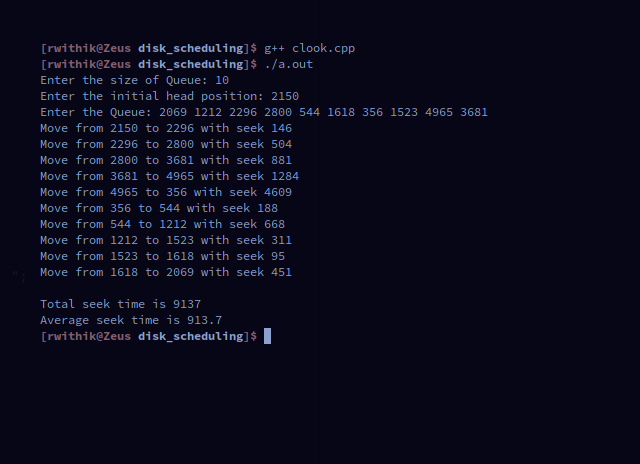 [rwithik@Zeus disk_scheduling]$ g++ clook.cpp
[rwithik@Zeus disk_scheduling]$ ./a.out
Enter the size of Queue: 10
Enter the initial head position: 2150
Enter the Queue: 2069 1212 2296 2800 544 1618 356 1523 4965 3681
Move from 2150 to 2296 with seek 146
Move from 2296 to 2800 with seek 504
Move from 2800 to 3681 with seek 881
Move from 3681 to 4965 with seek 1284
Move from 4965 to 356 with seek 4609
Move from 356 to 544 with seek 188
Move from 544 to 1212 with seek 668
Move from 1212 to 1523 with seek 311
Move from 1523 to 1618 with seek 95
Move from 1618 to 2069 with seek 451
Total seek time is 9137
Average seek time is 913.7
[rwithik@Zeus disk_scheduling]$